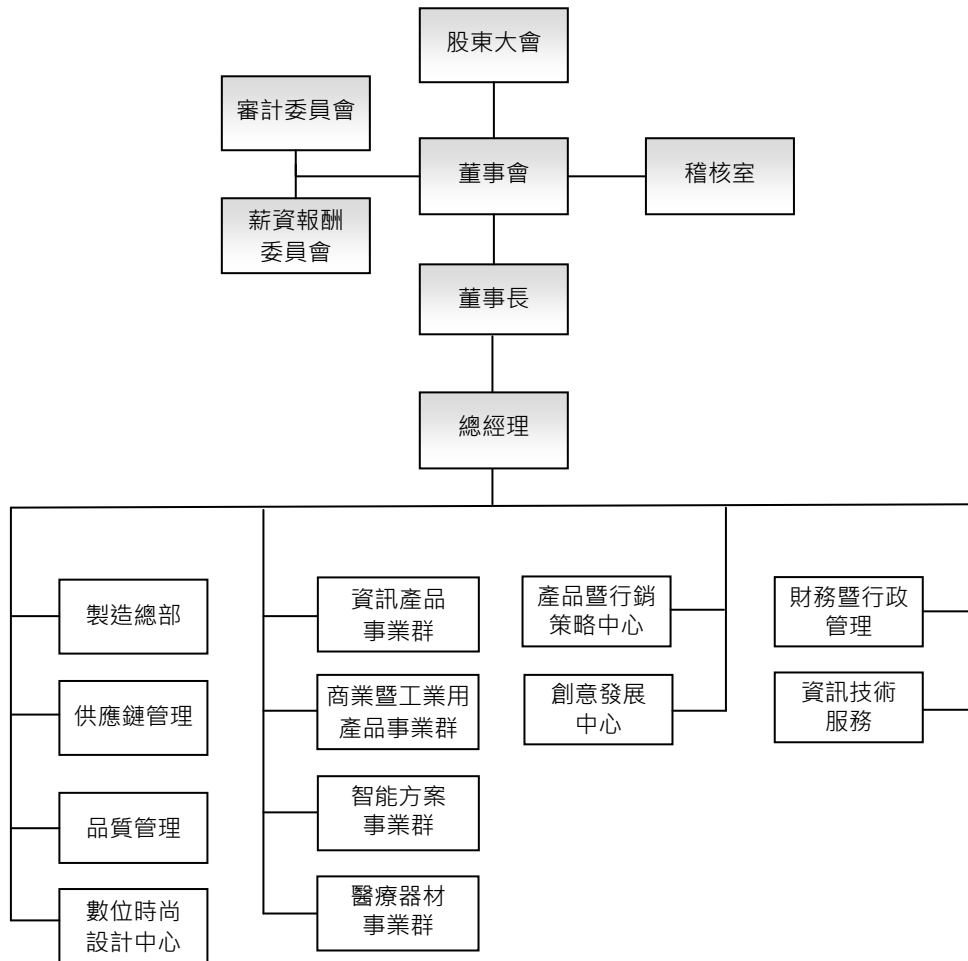 股東大會
審計委員會
董事會
稽核室
薪資報酬
委員會
董事長
總經理
製造總部
供應鏈管理
品質管理
數位時尚
設計中心
資訊產品
事業群
商業暨工業用
產品事業群
智能方案
事業群
醫療器材
事業群
產品暨行銷
策略中心
創意發展
中心
財務暨行政
管理
資訊技術
服務